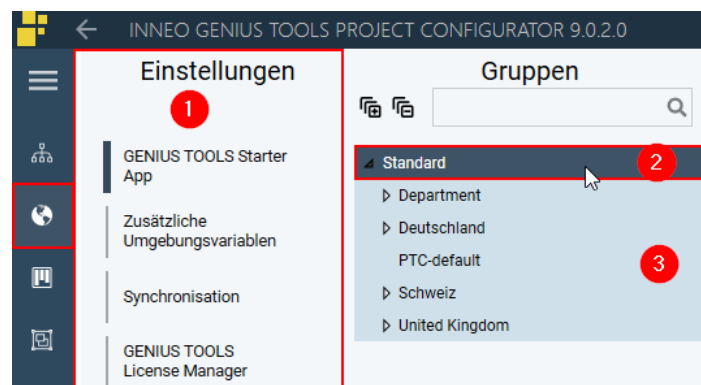 INNEO GENIUS TOOLS PROJECT CONFIGURATOR 9.0.2.0
Einstellungen
1
GENIUS TOOLS Starter
App
Zusätzliche
Umgebungsvariablen
Synchronisation
GENIUS TOOLS
License Manager
Gruppen
Standard
2
Department
Deutschland
PTC-default
3
Schweiz
United Kingdom